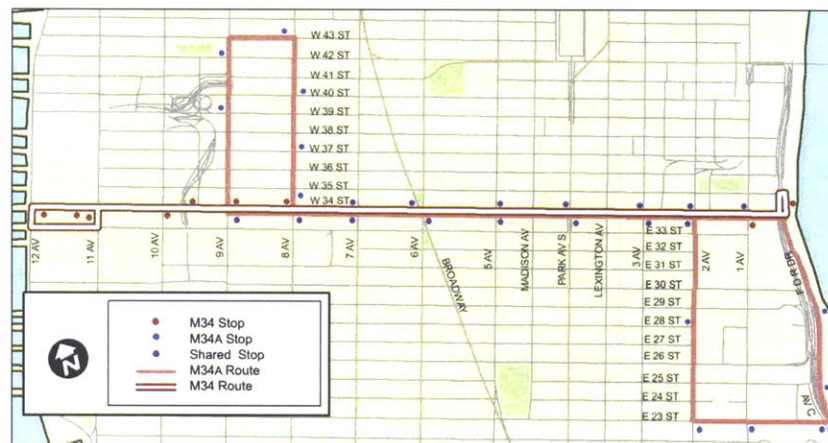 W 43 ST
W 42 ST
W 41 ST
W 40 ST
W 39 ST
W 38 ST
W 37 ST
W 36 ST
W 35 ST
W 34 ST
12 AV
11 AV
10 AV
9 AV
8 AV
7 AV
6 AV
BROADWAY
5 AV
MADISON AV
PARK AV S
LEXINGTON AV
3 AV
2 AV
1 AV
F D R DR
AV C
E 33 ST
E 32 ST
E 31 ST
E 30 ST
E 29 ST
E 28 ST
E 27 ST
E 26 ST
E 25 ST
E 24 ST
E 23 ST
N
M34 Stop
M34A Stop
Shared Stop
M34A Route
M34 Route